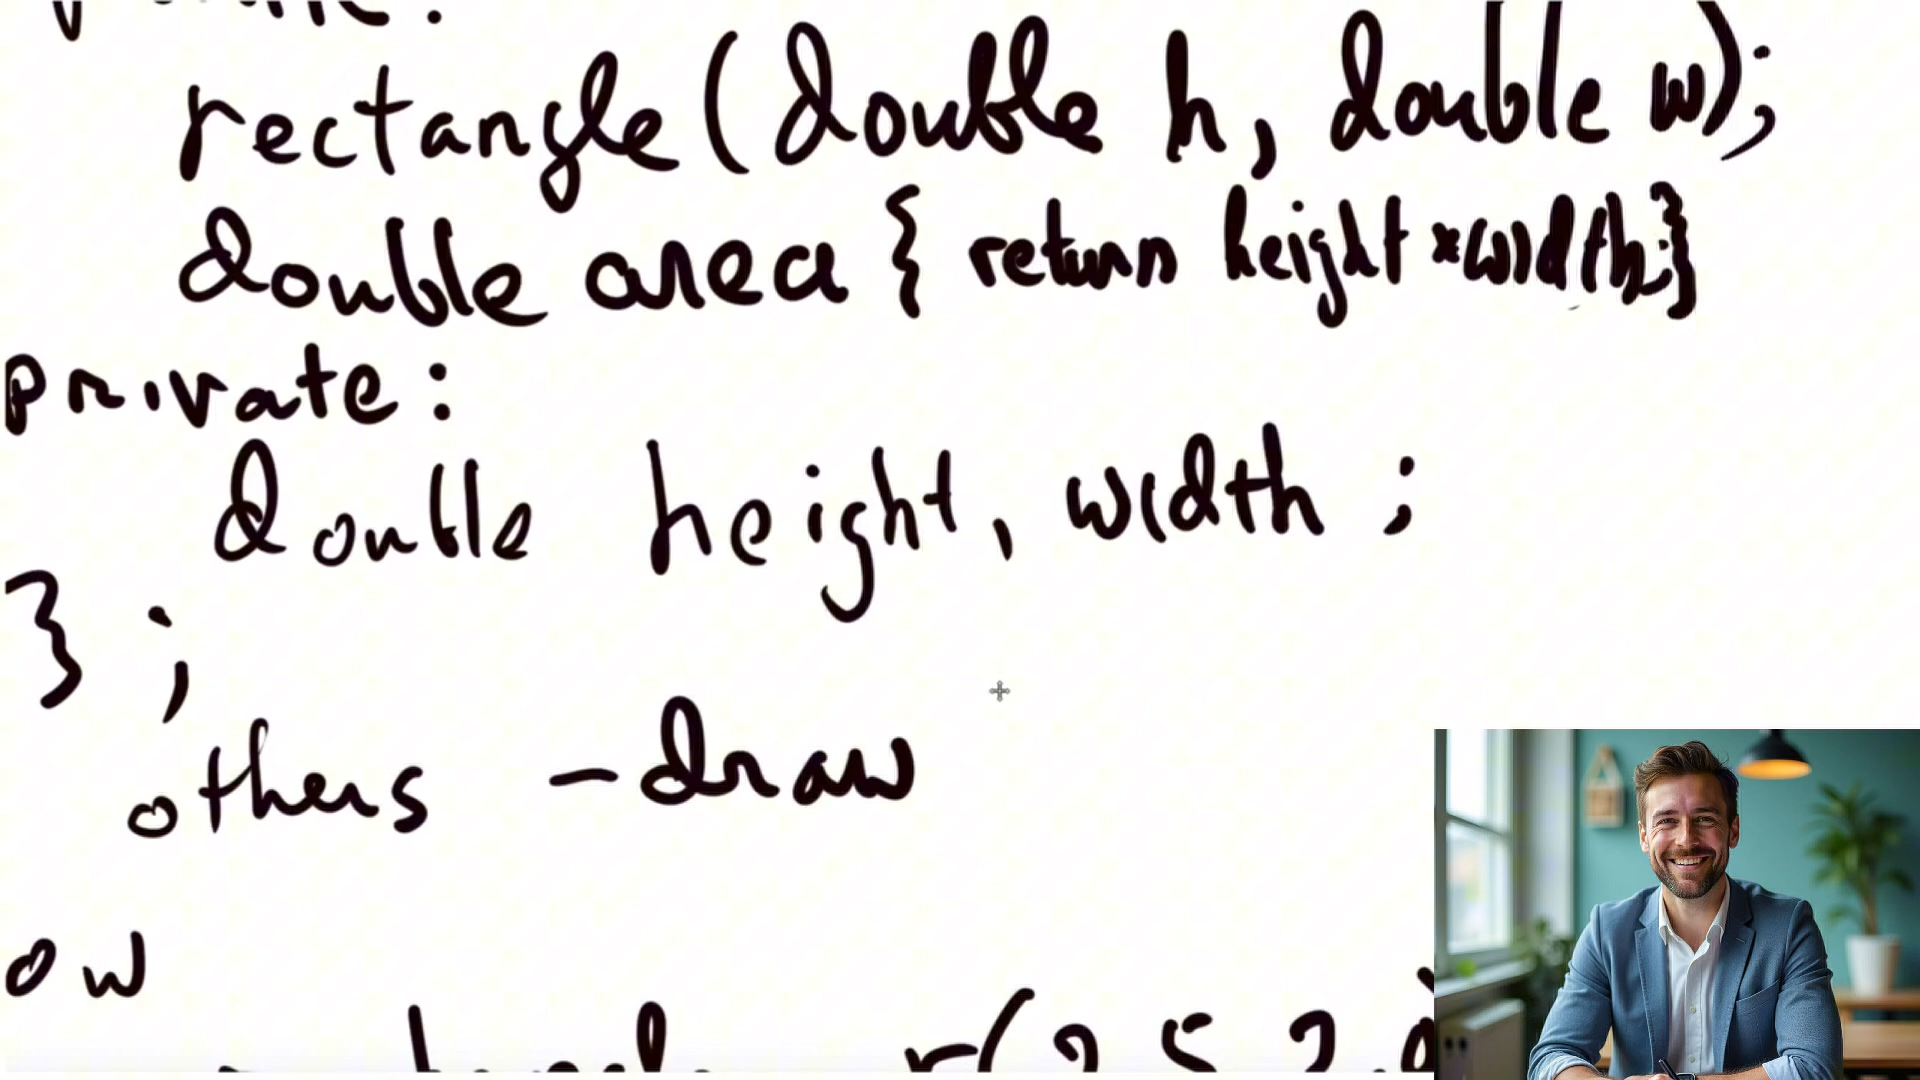 rectangle(double h, double w);
double area { return height *width;}
private:
double height, width ;
} ;
others - draw
ow